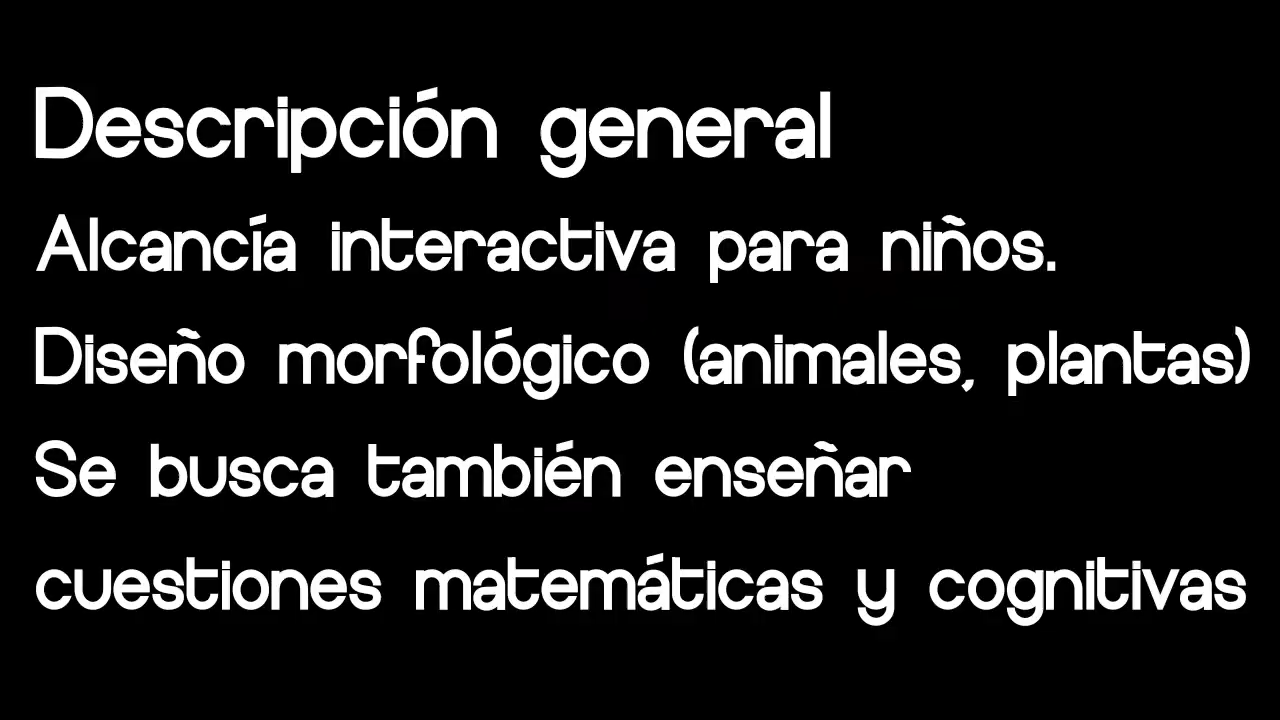 Descripción general
Alcancía interactiva para niños.
Diseño morfológico (animales, plantas)
Se busca también enseñar
cuestiones matemáticas y cognitivas